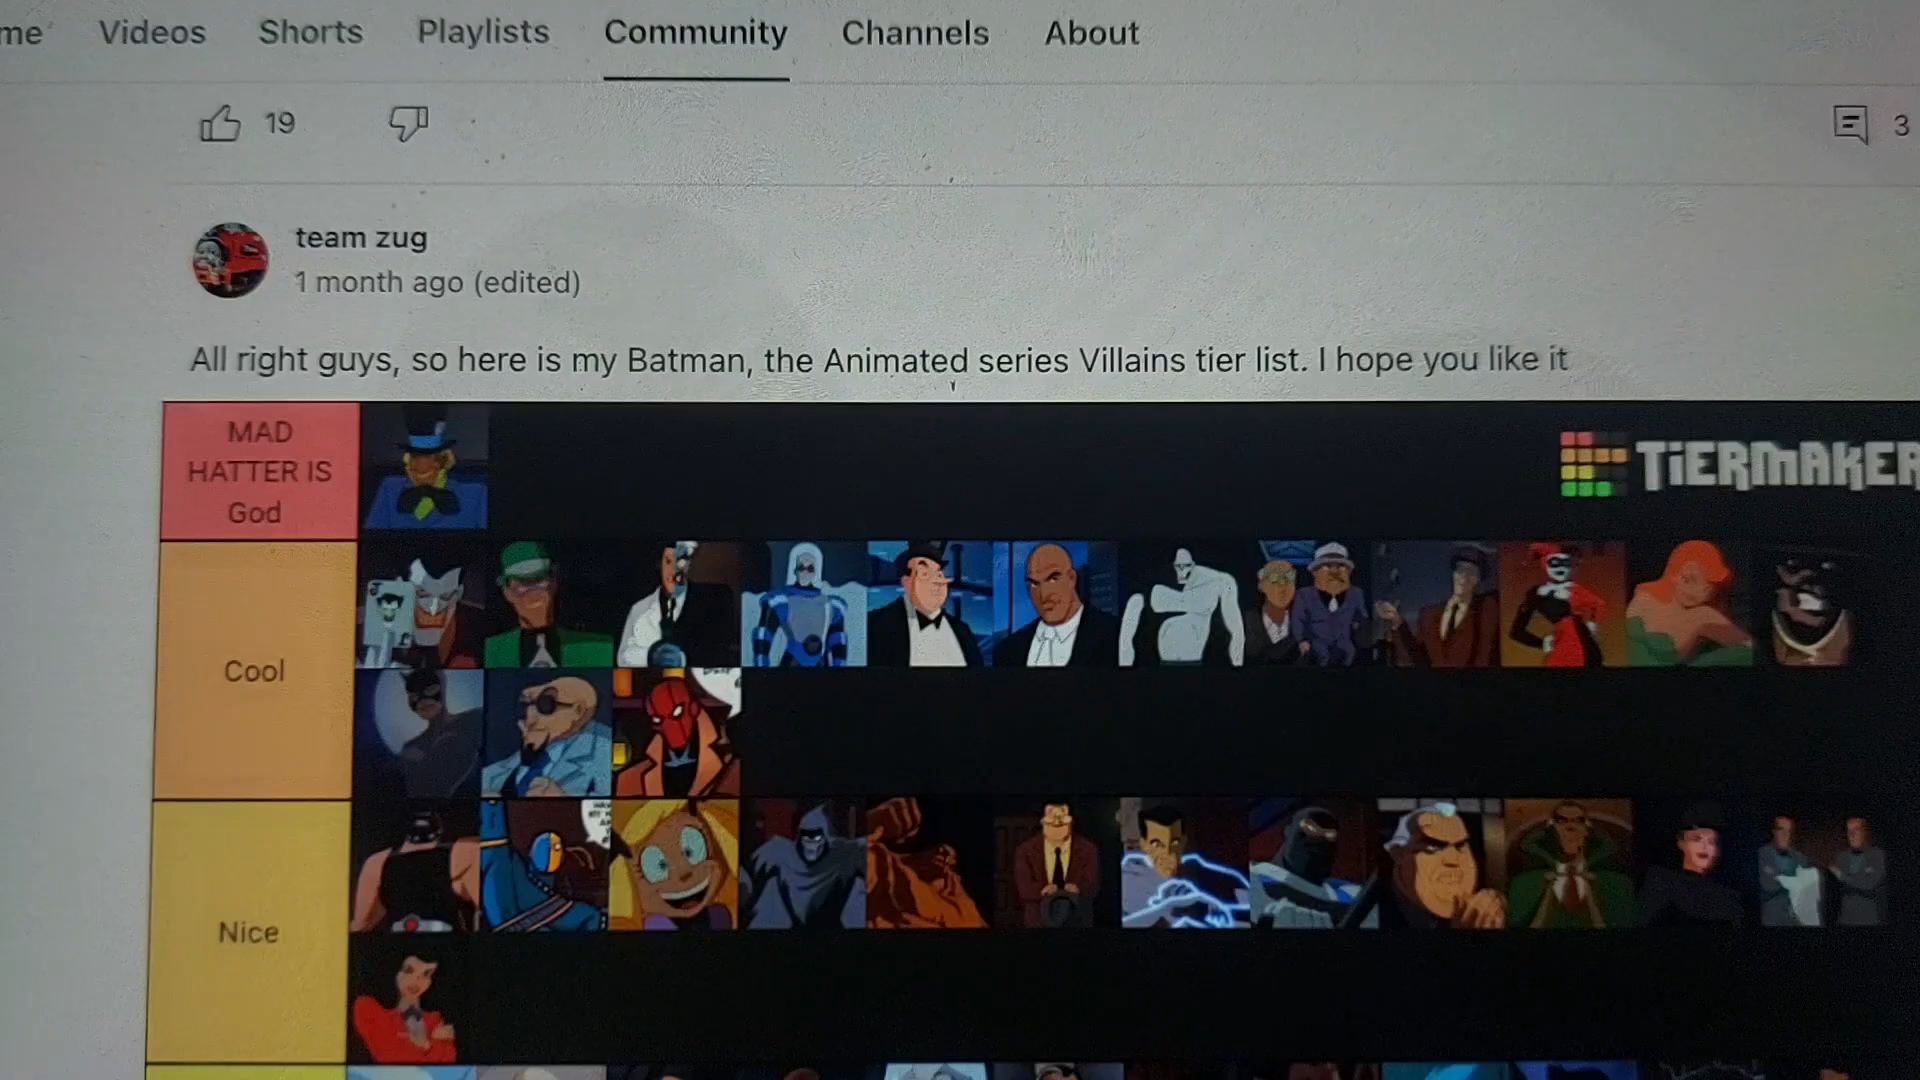 me Videos Shorts Playlists Community Channels About
19
3
team zug
1 month ago (edited)
All right guys, so here is my Batman, the Animated series Villains tier list. I hope you like it
MAD
HATTER IS
God
TiERMAKER
Cool
Nice